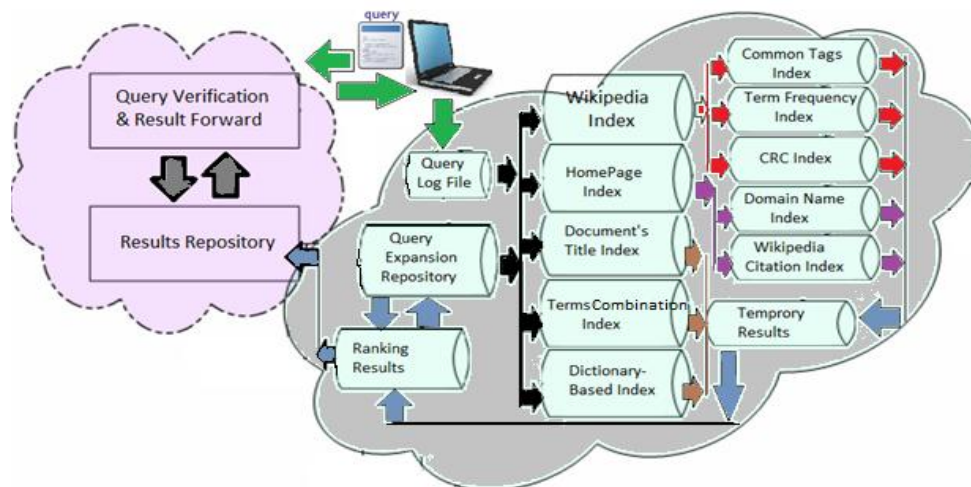 query
Query Verification
& Result Forward
Results Repository
Query
Log File
Query
Expansion
Repository
Ranking
Results
Wikipedia
Index
HomePage
Index
Document's
Title Index
TermsCombination
Index
Dictionary-
Based Index
Common Tags
Index
Term Frequency
Index
CRC Index
Domain Name
Index
Wikipedia
Citation Index
Temprory
Results